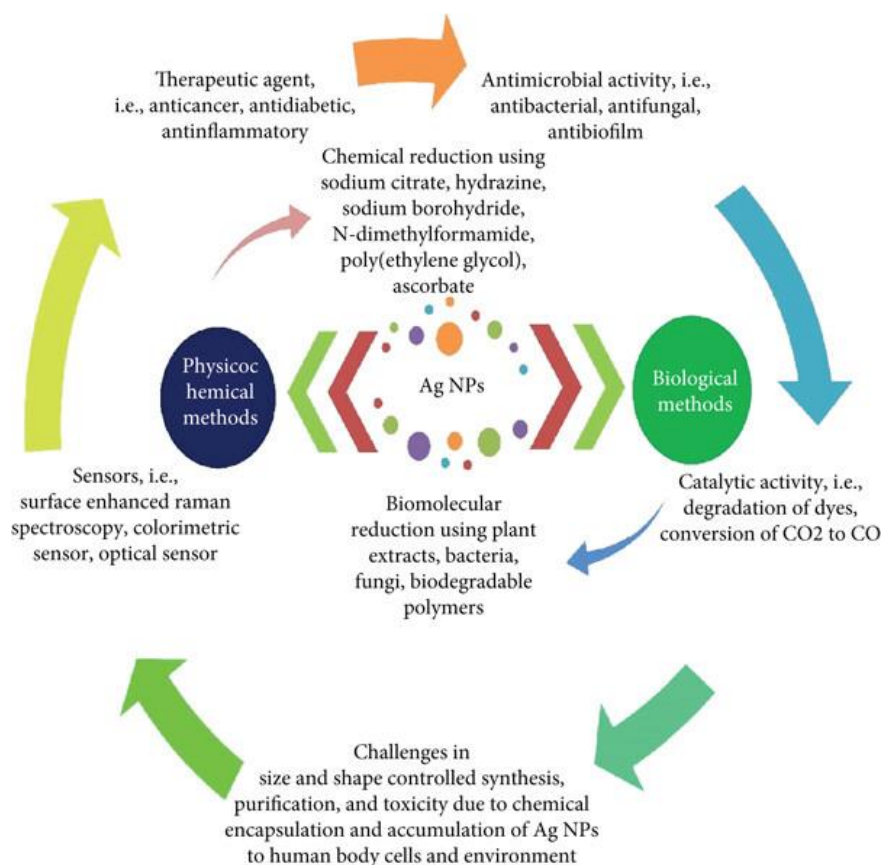 Therapeutic agent,
i.e., anticancer, antidiabetic,
antinflammatory
Antimicrobial activity, i.e.,
antibacterial, antifungal,
antibiofilm
Chemical reduction using
sodium citrate, hydrazine,
sodium borohydride,
N-dimethylformamide,
poly(ethylene glycol),
ascorbate
Physicoc
hemical
methods
Ag NPs
Biological
methods
Sensors, i.e.,
surface enhanced raman
spectroscopy, colorimetric
sensor, optical sensor
Biomolecular
reduction using plant
extracts, bacteria,
fungi, biodegradable
polymers
Catalytic activity, i.e.,
degradation of dyes,
conversion of CO2 to CO
Challenges in
size and shape controlled synthesis,
purification, and toxicity due to chemical
encapsulation and accumulation of Ag NPs
to human body cells and environment